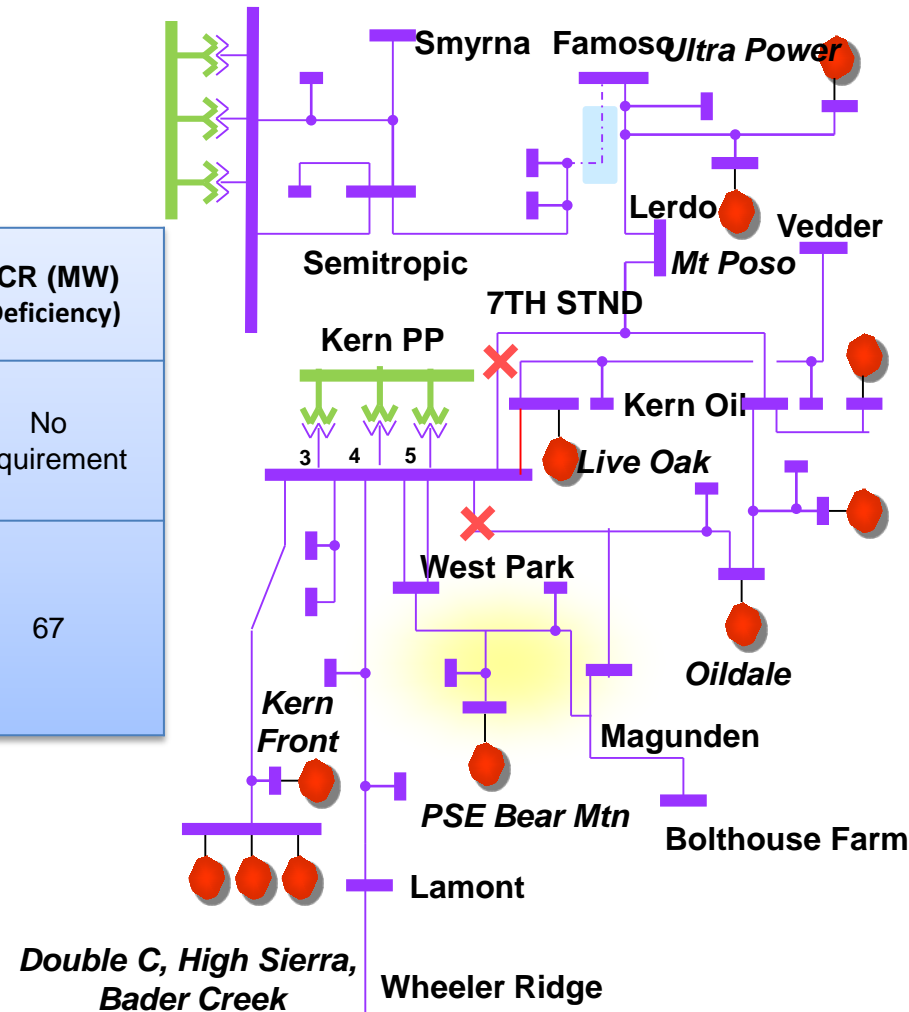 Smyrna
Famoso
Ultra Power
Lerdo
Vedder
CR (MW)
Deficiency)
Semitropic
Mt Poso
7TH STND
Kern PP
No
quirement
Kern Oil
3 4 5
Live Oak
West Park
67
Oildale
Kern
Front
Magunden
PSE Bear Mtn
Bolthouse Farm
Lamont
Double C, High Sierra,
Bader Creek
Wheeler Ridge